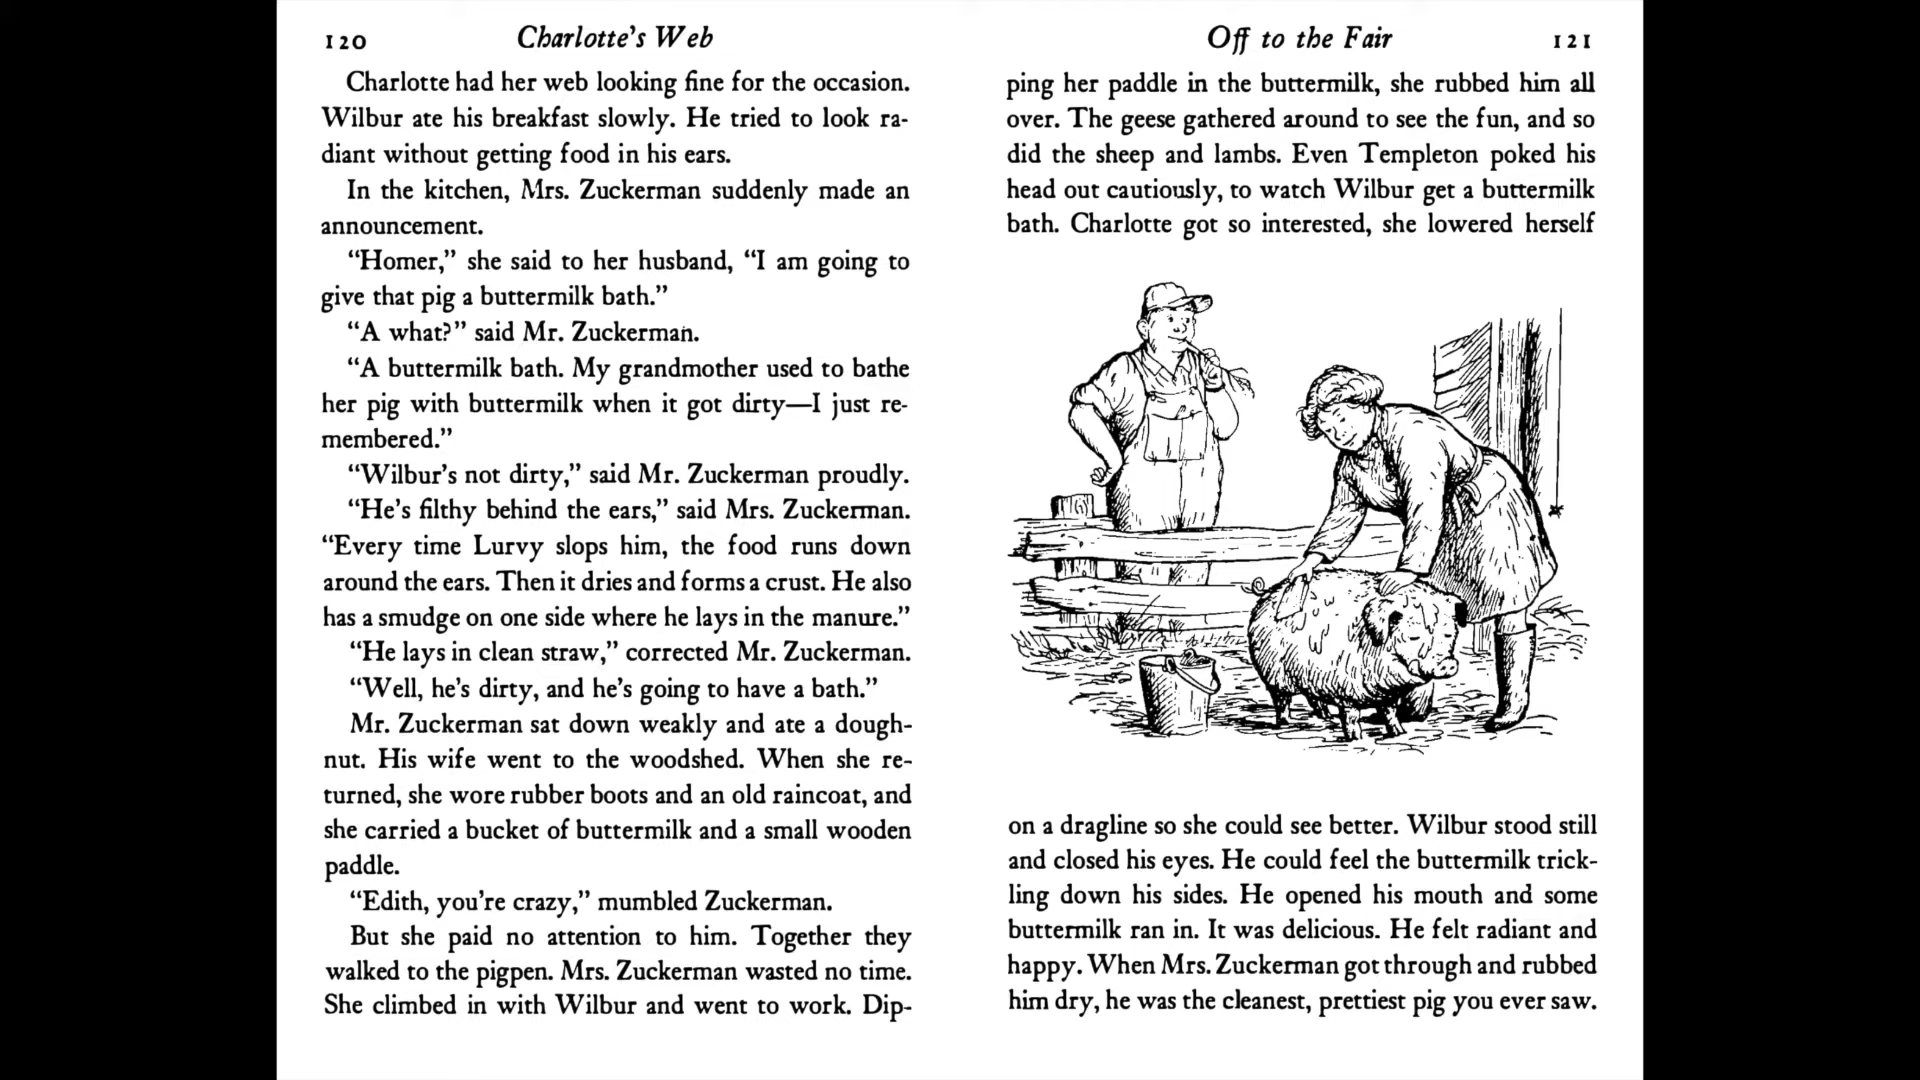 120 Charlotte's Web
Charlotte had her web looking fine for the occasion.
Wilbur ate his breakfast slowly. He tried to look ra-
diant without getting food in his ears.
In the kitchen, Mrs. Zuckerman suddenly made an
announcement.
“Homer,” she said to her husband, “I am going to
give that pig a buttermilk bath.”
“A what?” said Mr. Zuckerman.
“A buttermilk bath. My grandmother used to bathe
her pig with buttermilk when it got dirty—I just re-
membered.”
“Wilbur's not dirty,” said Mr. Zuckerman proudly.
“He's filthy behind the ears,” said Mrs. Zuckerman.
“Every time Lurvy slops him, the food runs down
around the ears. Then it dries and forms a crust. He also
has a smudge on one side where he lays in the manure.”
“He lays in clean straw,” corrected Mr. Zuckerman.
“Well, he's dirty, and he's going to have a bath.”
Mr. Zuckerman sat down weakly and ate a dough-
nut. His wife went to the woodshed. When she re-
turned, she wore rubber boots and an old raincoat, and
she carried a bucket of buttermilk and a small wooden
paddle.
“Edith, you're crazy,” mumbled Zuckerman.
But she paid no attention to him. Together they
walked to the pigpen. Mrs. Zuckerman wasted no time.
She climbed in with Wilbur and went to work. Dip-
Off to the Fair 121
ping her paddle in the buttermilk, she rubbed him all
over. The geese gathered around to see the fun, and so
did the sheep and lambs. Even Templeton poked his
head out cautiously, to watch Wilbur get a buttermilk
bath. Charlotte got so interested, she lowered herself
on a dragline so she could see better. Wilbur stood still
and closed his eyes. He could feel the buttermilk trick-
ling down his sides. He opened his mouth and some
buttermilk ran in. It was delicious. He felt radiant and
happy. When Mrs. Zuckerman got through and rubbed
him dry, he was the cleanest, prettiest pig you ever saw.